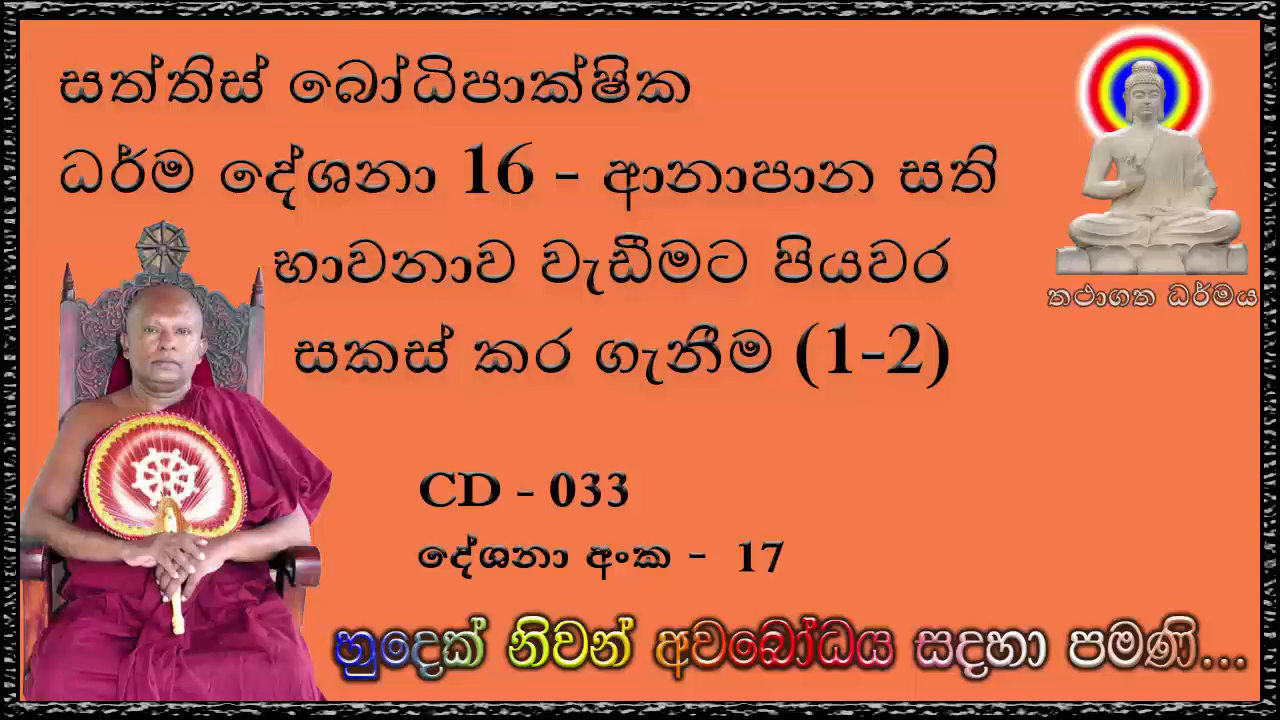 සත්තිස් බෝධිපාක්ෂික
ධර්ම දේශනා 16 - ආනාපාන සති
භාවනාව වැඩීමට පියවර
සකස් කර ගැනීම (1-2)
තථාගත ධර්මය
CD - 033
දේශනා අංක - 17
හුදෙක් නිවන් අවබෝධය සදහා පමණි...